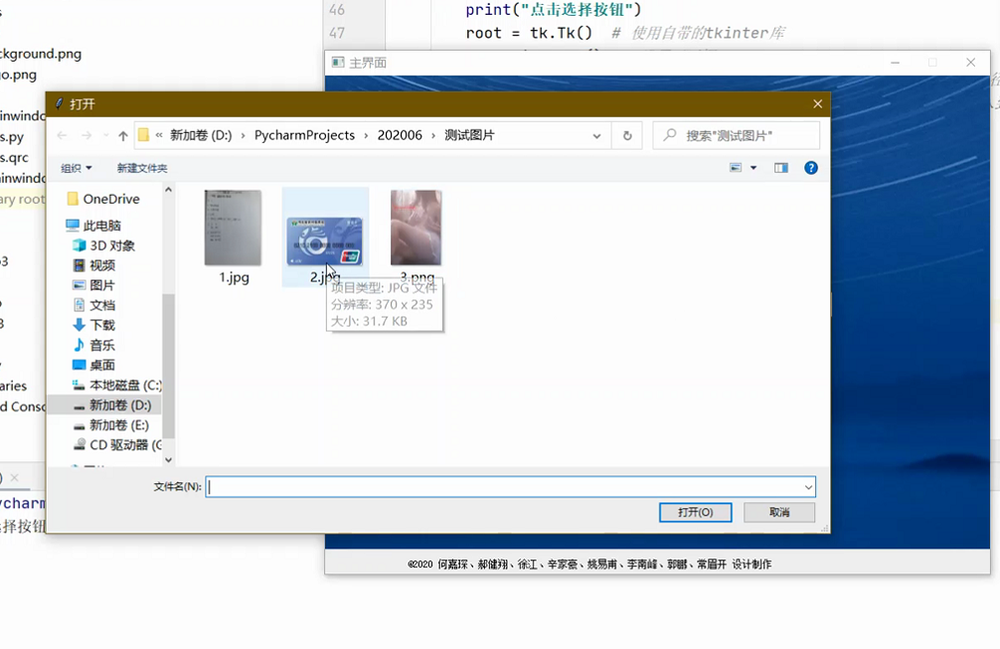 46
47
print("点击选择按钮")
root = tk.Tk() # 使用自带的tkinter库
ckground.png
go.png
主界面
打开
s.py
s.qrc
« 新加卷 (D:) › PycharmProjects › 202006 › 测试图片
搜索"测试图片"
组织
新建文件夹
OneDrive
此电脑
3D 对象
视频
图片
文档
下载
音乐
桌面
本地磁盘 (C:)
新加卷 (D:)
新加卷 (E:)
CD 驱动器 (G
1.jpg
2.jpg
3.png
项目类型: JPG 文件
分辨率: 370 x 235
大小: 31.7 KB
ary root
aries
d Conso
文件名(N):
打开(O)
取消
ycharm
择按钮
©2020 何嘉琛、郝健翔、徐江、辛家豪、姚易甫、李南峰、郭鹏、常眉开 设计制作